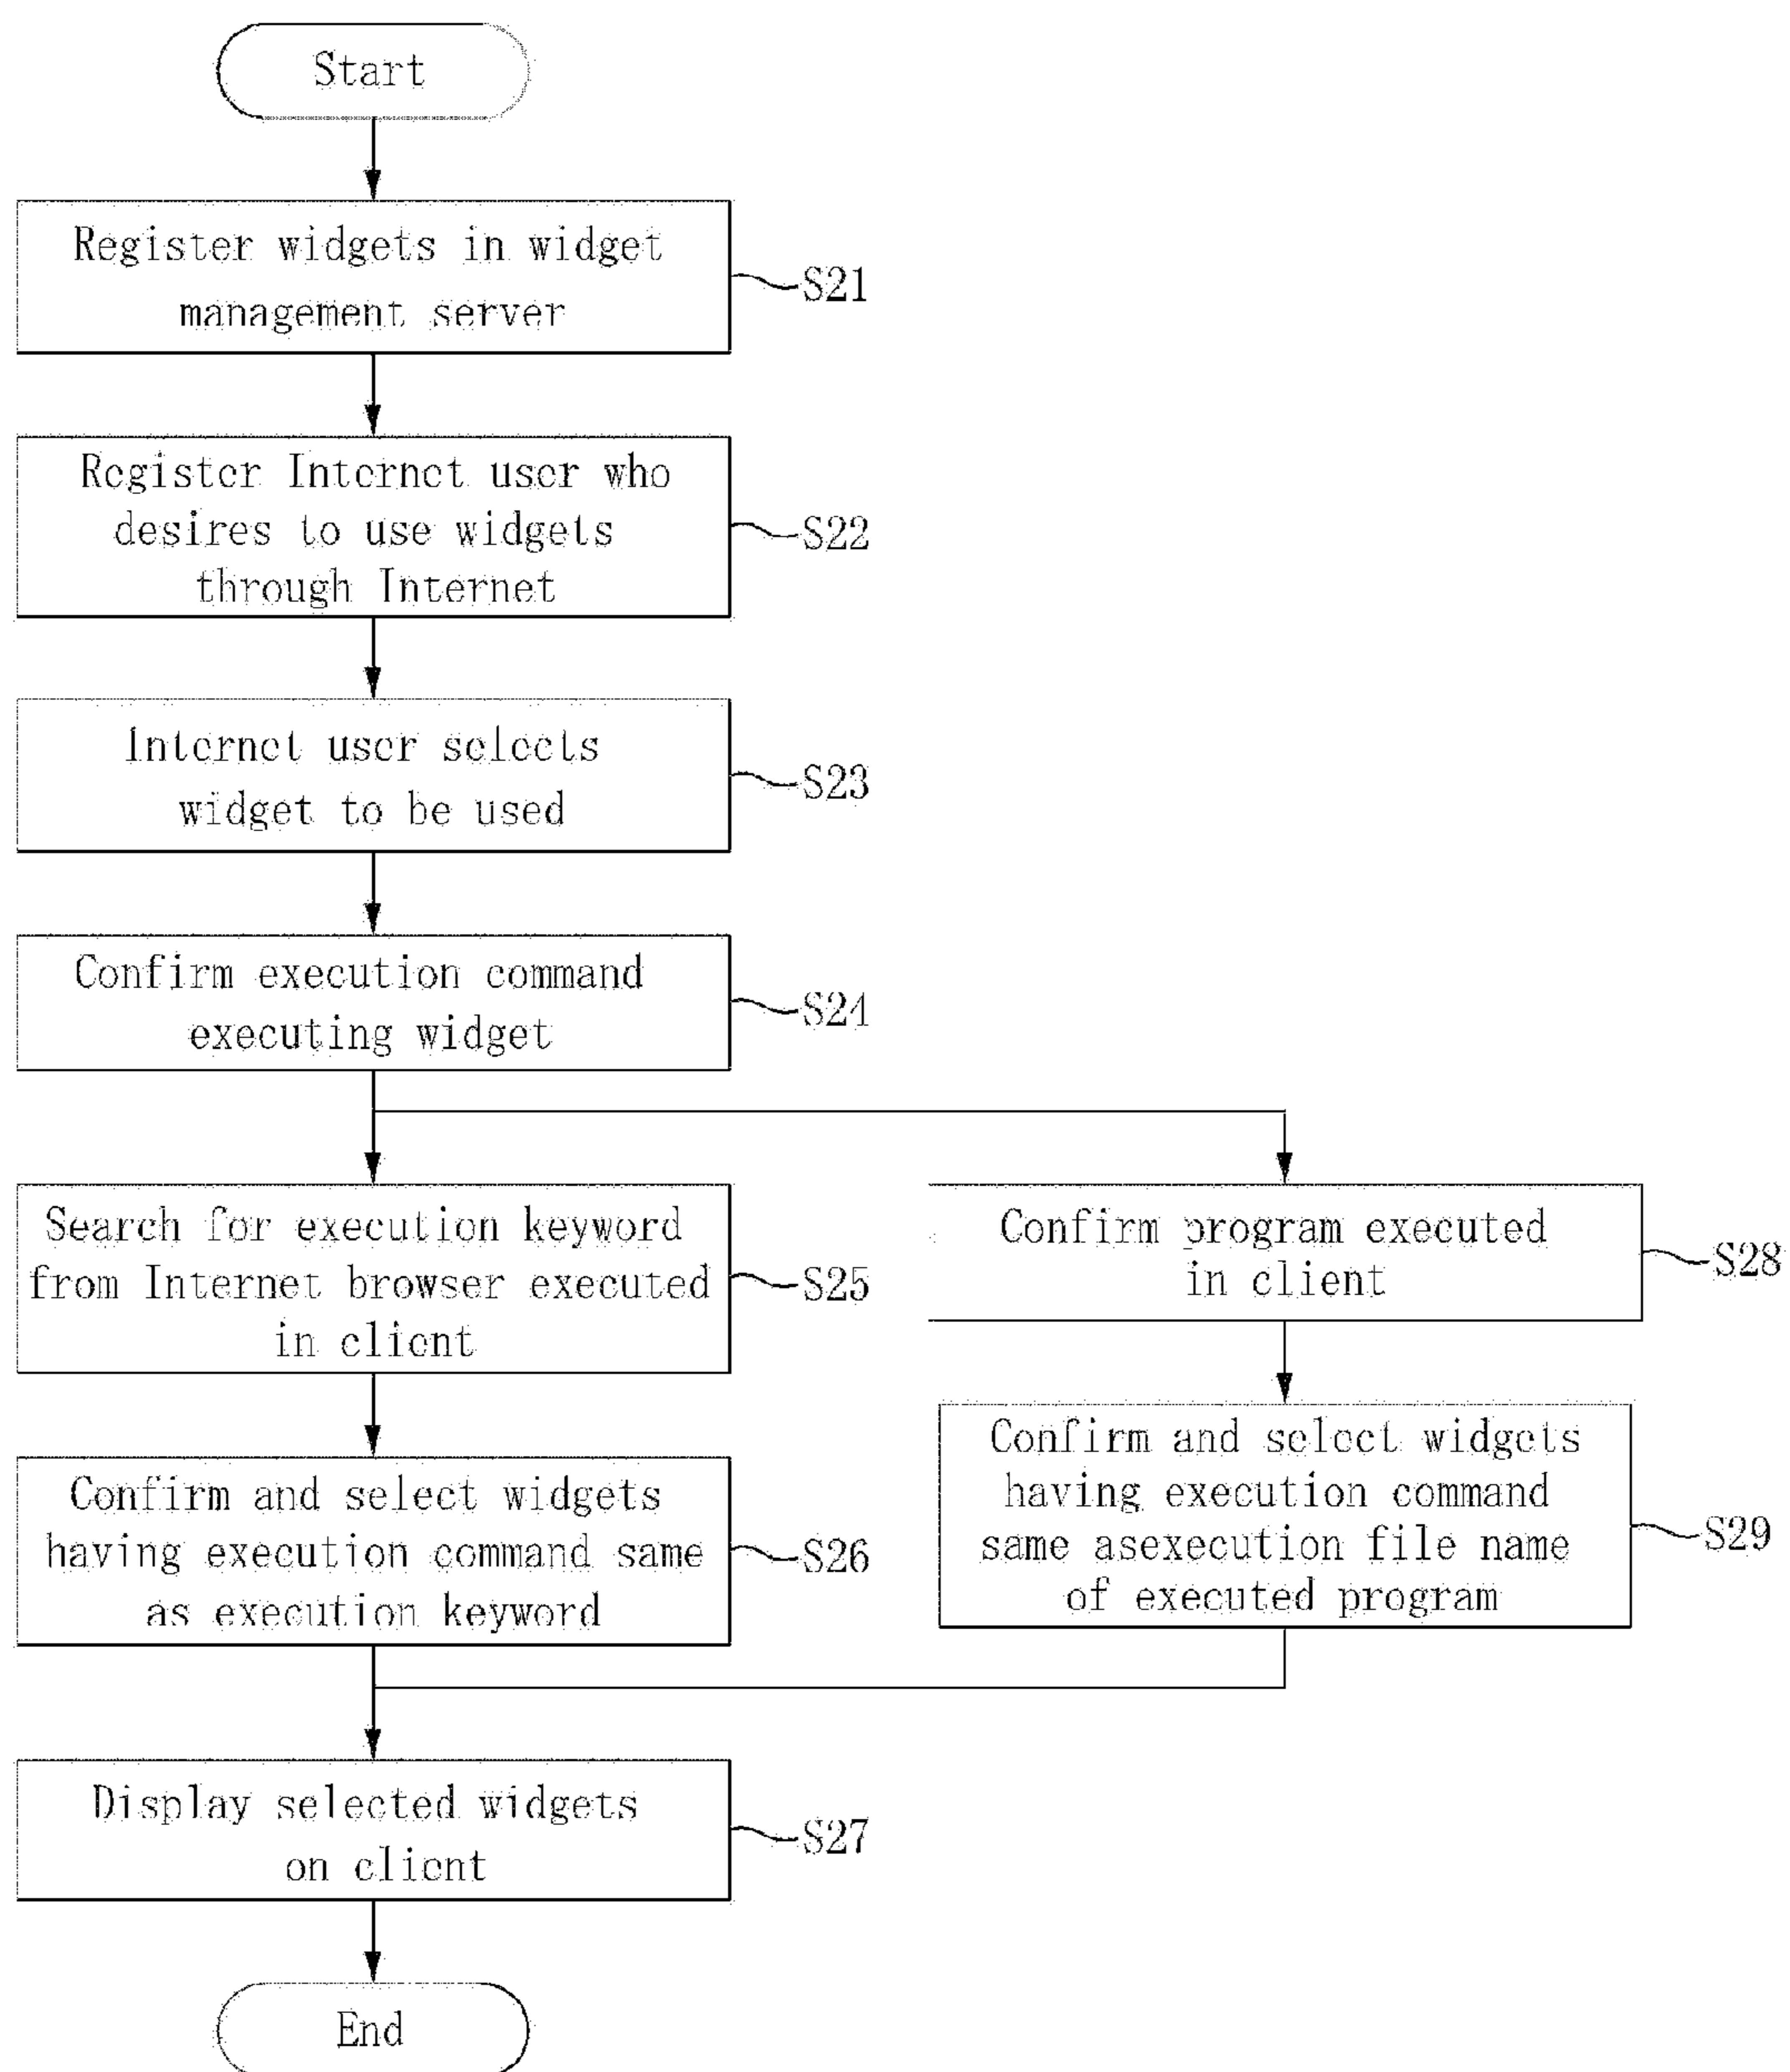 Start
Register widgets in widget
management server
S21
Register Internet user who
desires to use widgets
through Internet
S22
Internet user selects
widget to be used
S23
Confirm execution command
executing widget
S24
Search for execution keyword
from Internet browser executed
in client
S25
Confirm program executed
in client
S28
Confirm and select widgets
having execution command same
as execution keyword
S26
Confirm and select widgets
having execution command
same asexecution file name
of executed program
S29
Display selected widgets
on client
S27
End